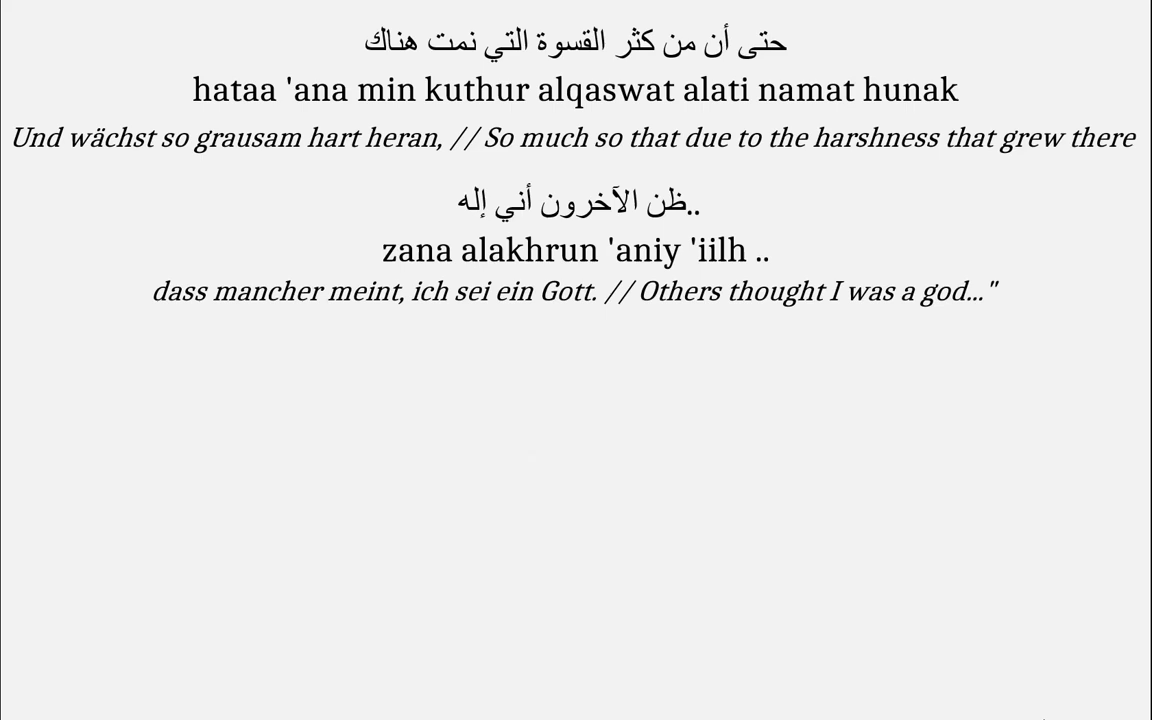 حتى أن من كثر القسوة التي نمت هناك
hataa 'ana min kuthur alqaswat alati namat hunak
Und wächst so grausam hart heran, // So much so that due to the harshness that grew there
ظن الآخرون أني إله..
zana alakhrun 'aniy 'iilh ..
dass mancher meint, ich sei ein Gott. // Others thought I was a god..."